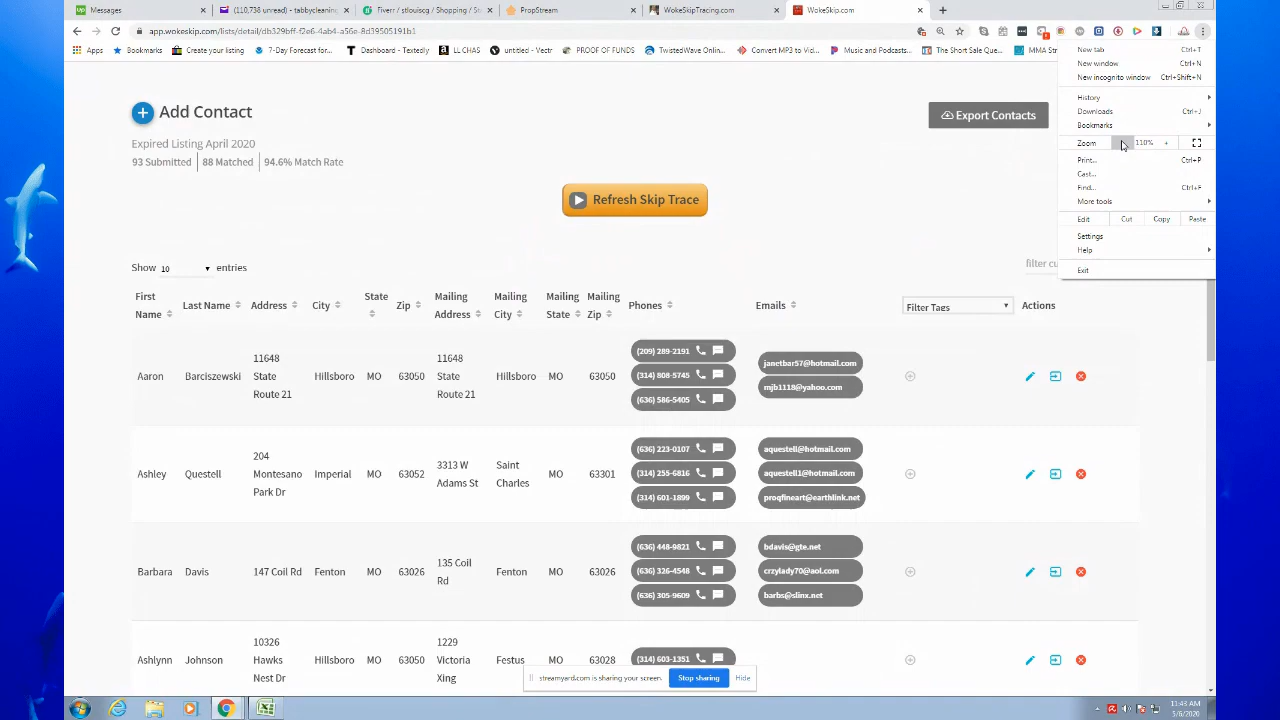 Upwork
(110,738 unread) - tabbycleanin
Fiverr / stlouiscg / Shopping / St
PropStream
WokeSkipTracing.com
WokeSkip.com
up.wokeskip.com/lists/detail/db329bff-f2e6-4ab4-a56e-8d39505191b1
Apps
Bookmarks
Create your listing
7-Day Forecast for...
Dashboard - Textedly
LL CHAS
untitled - Vectr
PROOF OF FUNDS
TwistedWave Onlin...
Convert MP3 to Vid...
Music and Podcasts...
The Short Sale Que...
MMA Str
New tab Ctrl+T
New window Ctrl+N
New incognito window Ctrl+Shift+N
History
Downloads Ctrl+J
Bookmarks
Zoom 110% +
Print... Ctrl+P
Cast...
Find... Ctrl+F
More tools
Edit Cut Copy Paste
Settings
Help
Exit
Add Contact
Export Contacts
Expired Listing April 2020
93 Submitted 88 Matched 94.6% Match Rate
Refresh Skip Trace
Show 10 entries
filter cu
First Name Last Name Address City State Zip Mailing Address Mailing City Mailing State Mailing Zip Phones Emails Filter Tags Actions
Aaron Barciszewski 11648 State Route 21 Hillsboro MO 63050 11648 State Route 21 Hillsboro MO 63050
(209) 289-2191
(314) 808-5745
(636) 586-5405
janetbar57@hotmail.com
mjb1118@yahoo.com
Ashley Questell 204 Montesano Park Dr Imperial MO 63052 3313 W Adams St Saint Charles MO 63301
(636) 223-0107
(314) 255-6816
(314) 601-1899
aquestell@hotmail.com
aquestell1@hotmail.com
proqfineart@earthlink.net
Barbara Davis 147 Coil Rd Fenton MO 63026 135 Coil Rd Fenton MO 63026
(636) 448-9821
(636) 326-4548
(636) 305-9609
bdavis@gte.net
crzylady70@aol.com
barbs@slinx.net
Ashlynn Johnson 10326 Hawks Nest Dr Hillsboro MO 63050 1229 Victoria Xing Festus MO 63028
(314) 603-1351
streamyard.com is sharing your screen.
Stop sharing
Hide
11:43 AM
5/6/2020